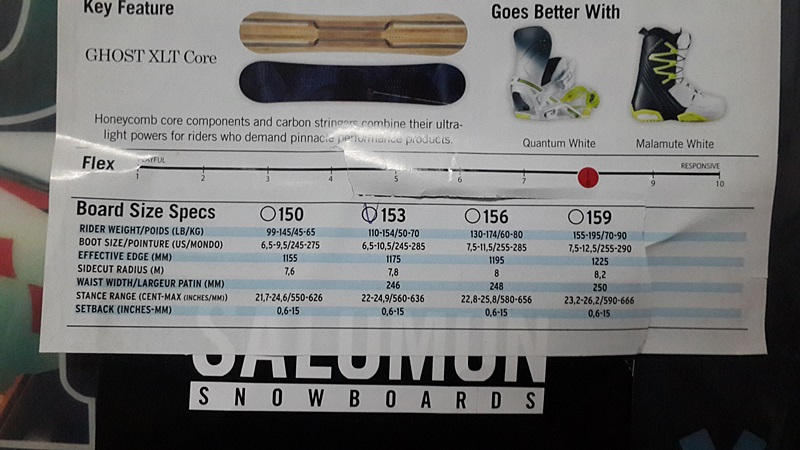 Key Feature
Goes Better With
GHOST XLT Core
Honeycomb core components and carbon stringers combine their ultra-
light powers for riders who demand pinnacle performance products.
Quantum White
Malamute White
Flex
PLAYFUL
RESPONSIVE
1 2 3 4 5 6 7 9 10
Board Size Specs 150 153 156 159
RIDER WEIGHT/POIDS (LB/KG) 99-145/45-65 110-154/50-70 130-174/60-80 155-195/70-90
BOOT SIZE/POINTURE (US/MONDO) 6,5-9,5/245-275 6,5-10,5/245-285 7,5-11,5/255-285 7,5-12,5/255-290
EFFECTIVE EDGE (MM) 1155 1175 1195 1225
SIDECUT RADIUS (M) 7,6 7,8 8 8,2
WAIST WIDTH/LARGEUR PATIN (MM) 246 248 250
STANCE RANGE (CENT-MAX (INCHES/MM)) 21,7-24,6/550-626 22-24,9/560-636 22,8-25,8/580-656 23,2-26,2/590-666
SETBACK (INCHES-MM) 0,6-15 0,6-15 0,6-15 0,6-15
SALOMON
SNOWBOARDS